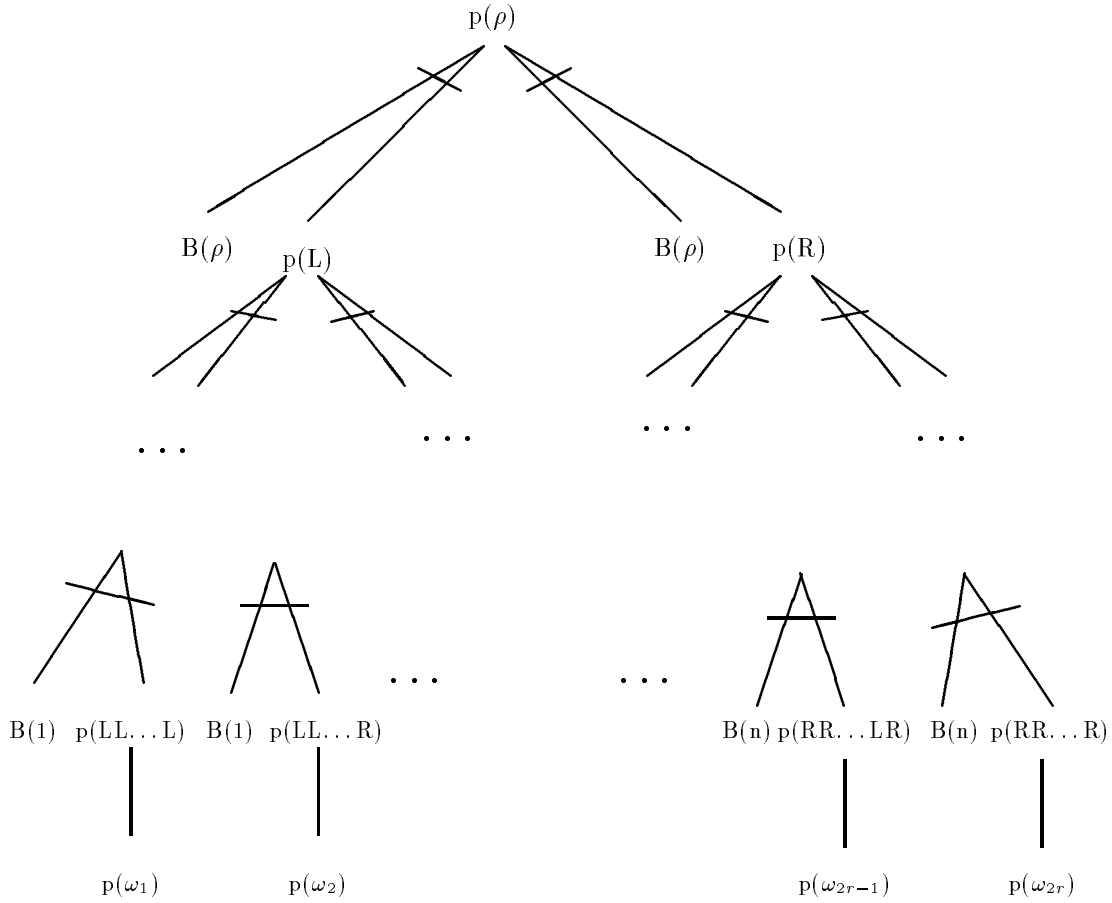 p(ρ)
B(ρ) p(L) B(ρ) p(R)
. . . . . . . . . . . .
. . . . . .
B(1) p(LL...L) B(1) p(LL...R) B(n) p(RR...LR) B(n) p(RR...R)
p(ω₁) p(ω₂) p(ω₂ᵣ₋₁) p(ω₂ᵣ)